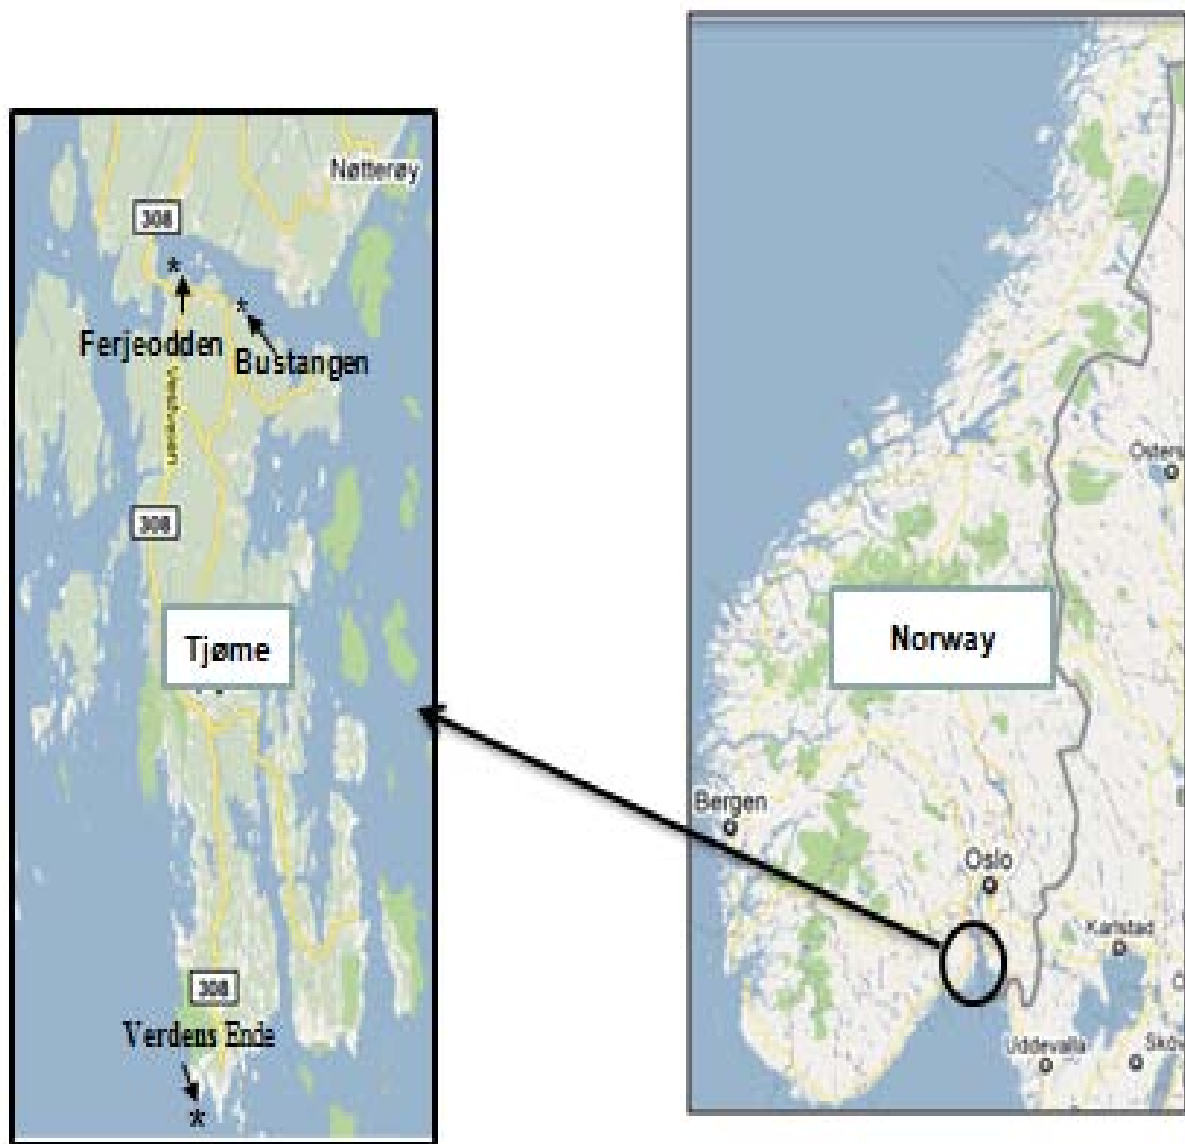 Nøtterøy
308
*
Ferjeodden
*
Bustangen
308
Tjøme
308
Verdens Ende
*
Norway
Bergen
Oslo
Karlstad
Uddevalla